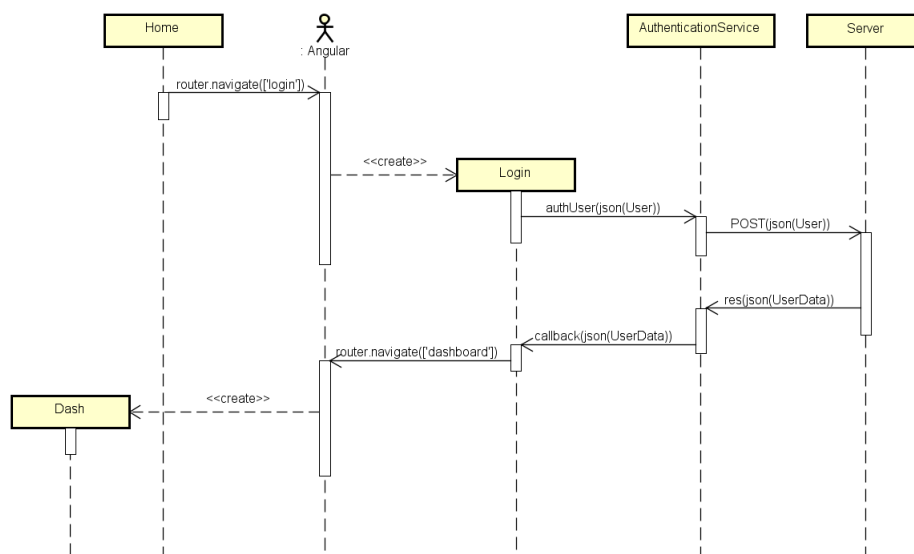 Home
: Angular
AuthenticationService
Server
router.navigate(['login'])
<<create>>
Login
authUser(json(User))
POST(json(User))
res(json(UserData))
callback(json(UserData))
router.navigate(['dashboard'])
<<create>>
Dash